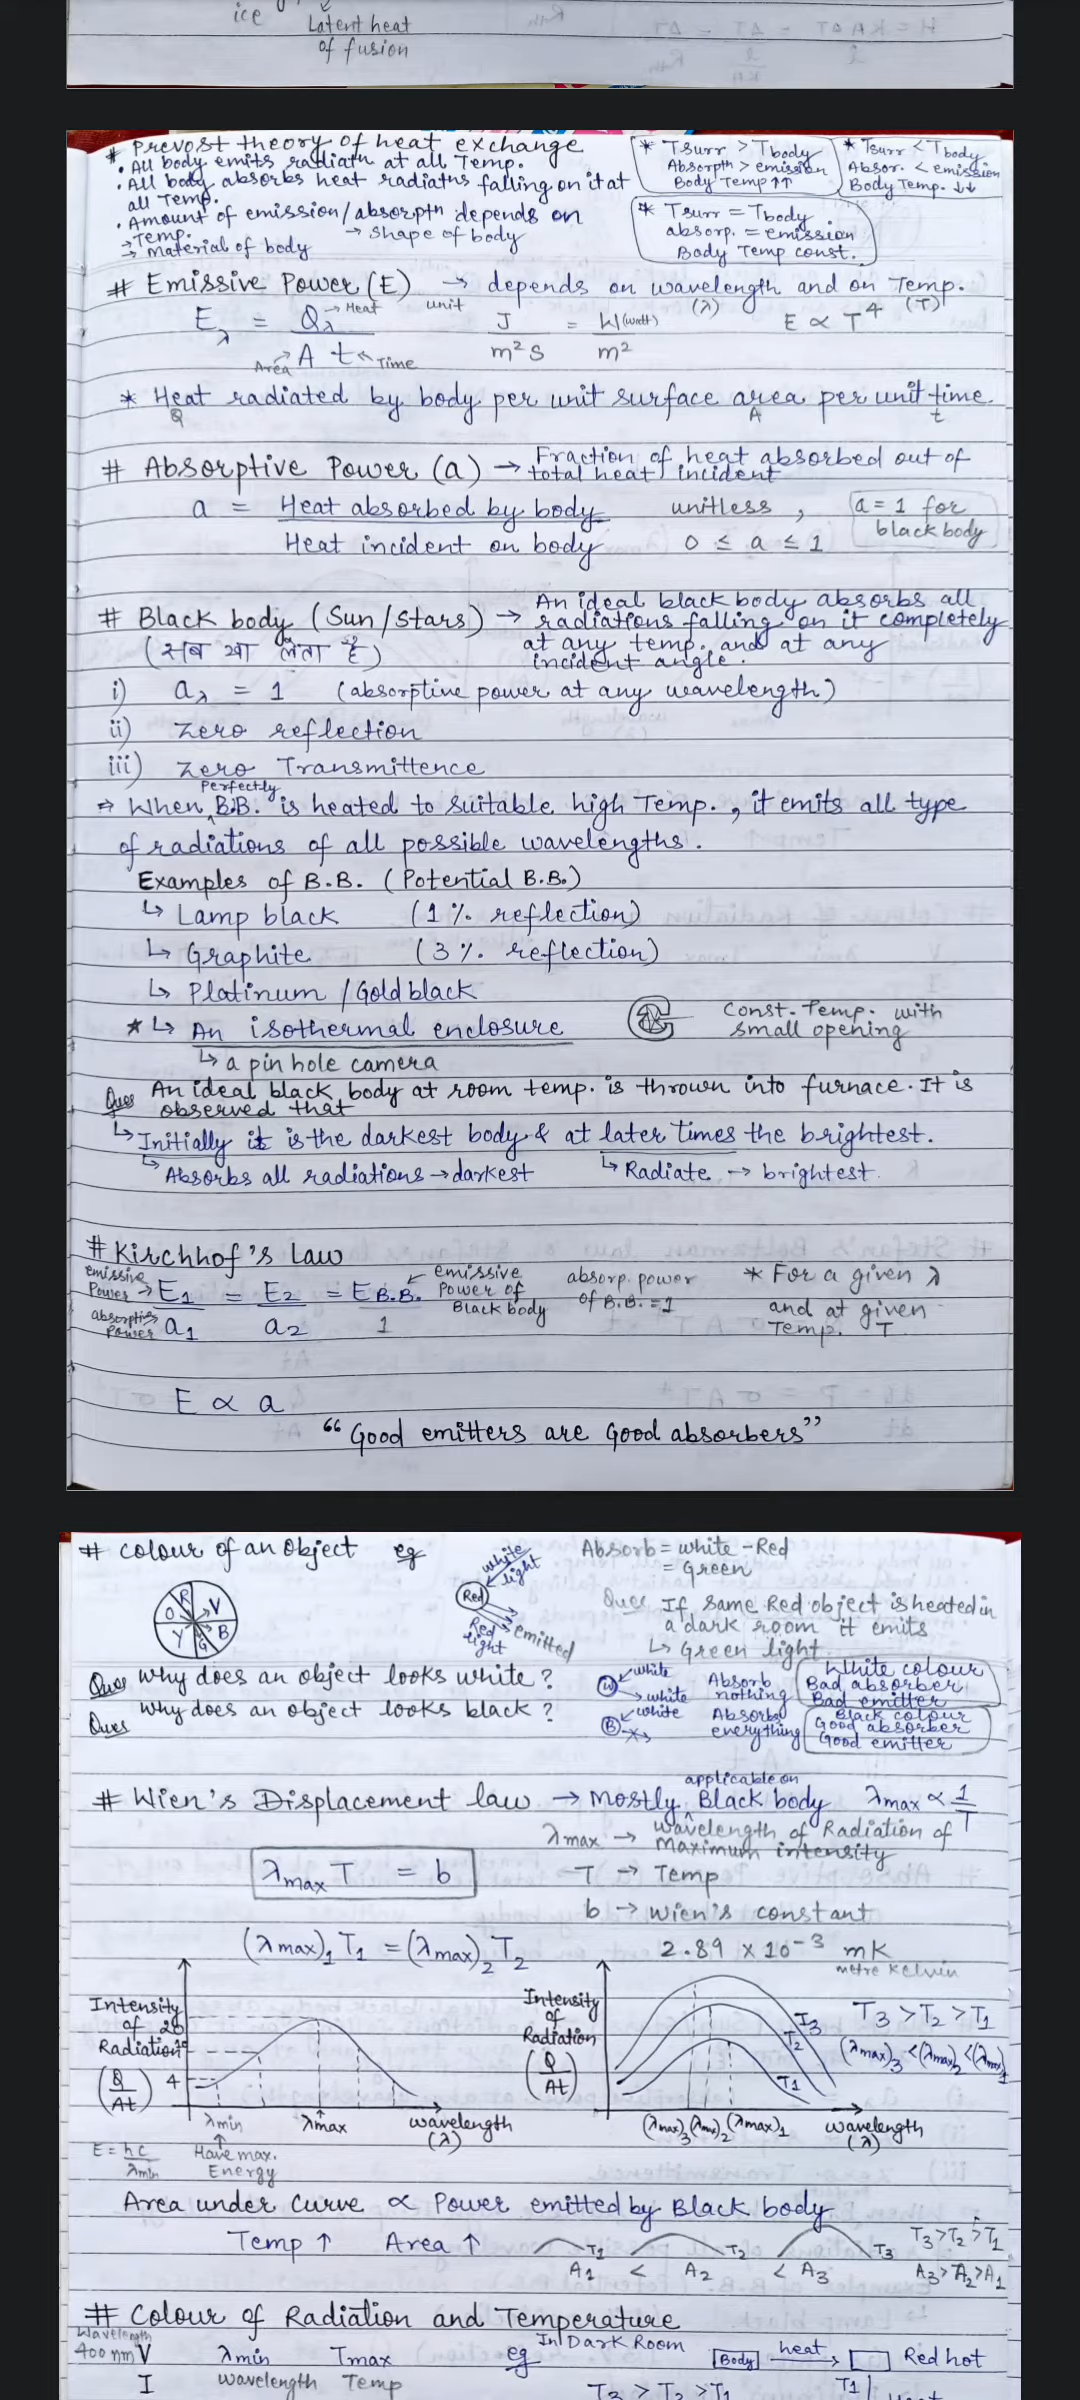 ice
Latent heat
of fusion
* Prevost theory of heat exchange
• All body emits radiatn at all Temp.
• All body absorbs heat radiatns falling on it at
all Temp.
• Amount of emission/absorptn depends on
→ Temp. → shape of body
→ material of body
* Tsurr > Tbody
Absorptn > emission
Body Temp ↑↑
* Tsurr < Tbody
Absor. < emission
Body Temp. ↓↓
* Tsurr = Tbody
absorp. = emission
Body Temp const.
# Emissive Power (E) → depends on wavelength and on Temp.
(λ) (T)
Eλ = Qλ → Heat
Area → A t ← Time
unit J / m² s = W (watt) / m²
E ∝ T⁴
* Heat radiated by body per unit surface area per unit time.
Q A t
# Absorptive Power (a) → Fraction of heat absorbed out of
total heat incident
a = Heat absorbed by body unitless ,
Heat incident on body 0 ≤ a ≤ 1
a = 1 for
black body
# Black body (Sun/Stars) → An ideal black body absorbs all
radiations falling on it completely
at any temp. and at any
incident angle.
(सब खा लेता है)
i) aλ = 1 (absorptive power at any wavelength)
ii) zero reflection
iii) zero Transmittence
Perfectly
⇒ When B.B. is heated to suitable high Temp., it emits all type
of radiations of all possible wavelengths.
Examples of B.B. (Potential B.B.)
↳ Lamp black (1 % reflection)
↳ Graphite (3 % reflection)
↳ Platinum / Gold black
* ↳ An isothermal enclosure
Const. Temp. with
small opening
↳ a pin hole camera
Ques An ideal black body at room temp. is thrown into furnace. It is
observed that
↳ Initially it is the darkest body & at later times the brightest.
↳ Absorbs all radiations → darkest ↳ Radiate → brightest.
# Kirchhof's Law
emissive Power → E1 = E2 = E B.B. ← emissive Power of Black body
absorptive Power → a1 a2 1
absorp. power
of B.B. = 1
* For a given λ
and at given
Temp. T
E ∝ a
“Good emitters are Good absorbers”
# Colour of an Object eg
R V B G Y O
white light
Red
Red light emitted
Absorb = white - Red
= Green
Ques If same Red object is heated in
a dark room it emits
↳ Green light
Ques Why does an object looks white ?
Ques Why does an object looks black ?
W white → white Absorb nothing
White colour
Bad absorber
Bad emitter
B white Absorbs everything
Black colour
Good absorber
Good emitter
applicable on
# Wien's Displacement law → Mostly Black body λmax ∝ 1/T
λmax → wavelength of Radiation of
Maximum intensity
λmax T = b
T → Temp
b → wien's constant
(λmax)1 T1 = (λmax)2 T2
2.89 × 10⁻³ mK
metre kelvin
Intensity
of
Radiation
(Q/At)
20
4
λmin λmax wavelength
(λ)
E = hc/λmin
Have max.
Energy
Intensity
of
Radiation
(Q/At)
T3
T2
T1
(λmax)3 (λmax)2 (λmax)1 wavelength
(λ)
T3 > T2 > T1
(λmax)3 < (λmax)2 < (λmax)1
Area under Curve ∝ Power emitted by Black body
Temp ↑ Area ↑
T1 T2 T3
A1 < A2 < A3
T3 > T2 > T1
A3 > A2 > A1
# Colour of Radiation and Temperature
Wavelength
400 nm V λmin Tmax
I wavelength Temp
eg In Dark Room
Body heat → Red hot
T1
T3 > T2 > T1